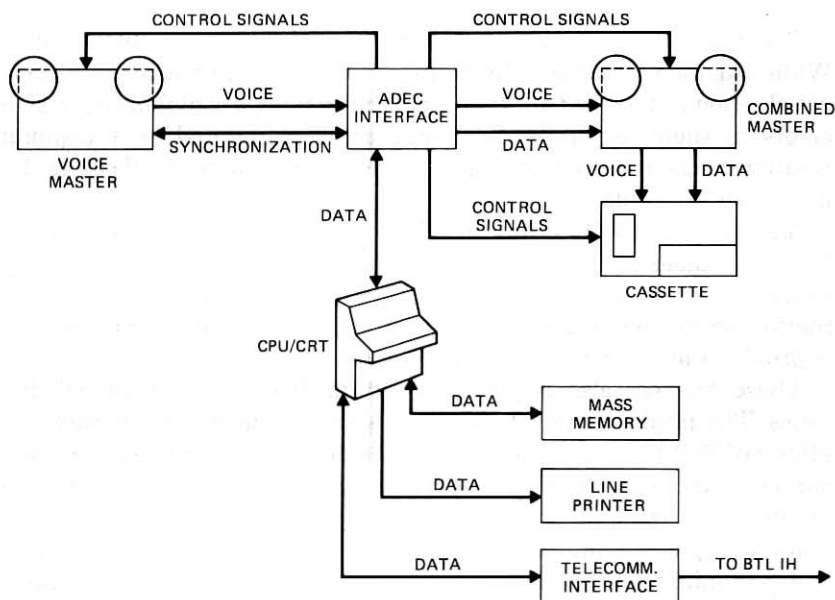 CONTROL SIGNALS
CONTROL SIGNALS
VOICE
SYNCHRONIZATION
VOICE
MASTER
ADEC
INTERFACE
VOICE
DATA
COMBINED
MASTER
VOICE
DATA
DATA
CONTROL
SIGNALS
CASSETTE
CPU/CRT
DATA
MASS
MEMORY
DATA
LINE
PRINTER
DATA
TELECOMM.
INTERFACE
TO BTL IH